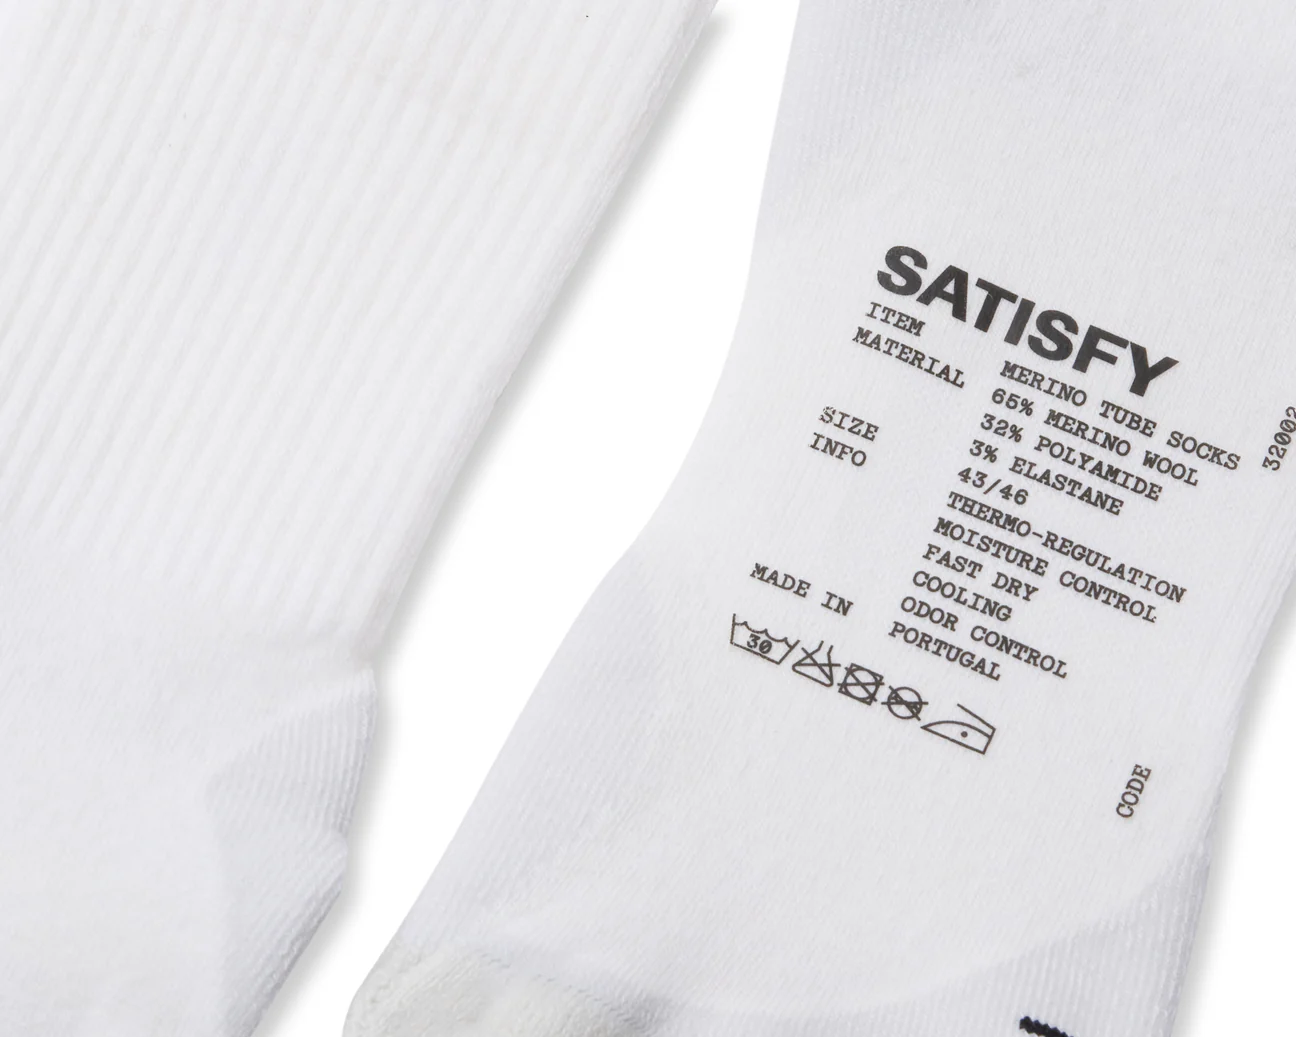 SATISFY
ITEM MERINO TUBE SOCKS
MATERIAL 65% MERINO WOOL
32% POLYAMIDE
3% ELASTANE
SIZE 43/46
INFO THERMO-REGULATION
MOISTURE CONTROL
FAST DRY
COOLING
ODOR CONTROL
MADE IN PORTUGAL
30
CODE
32002